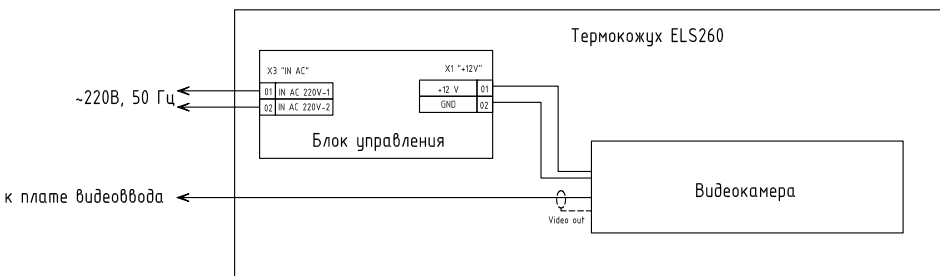 Термокожух ELS260
X3 "IN AC"
X1 "+12V"
01 IN AC 220V-1
02 IN AC 220V-2
+12 V 01
GND 02
~220В, 50 Гц
Блок управления
к плате видеоввода
Видеокамера
Video out